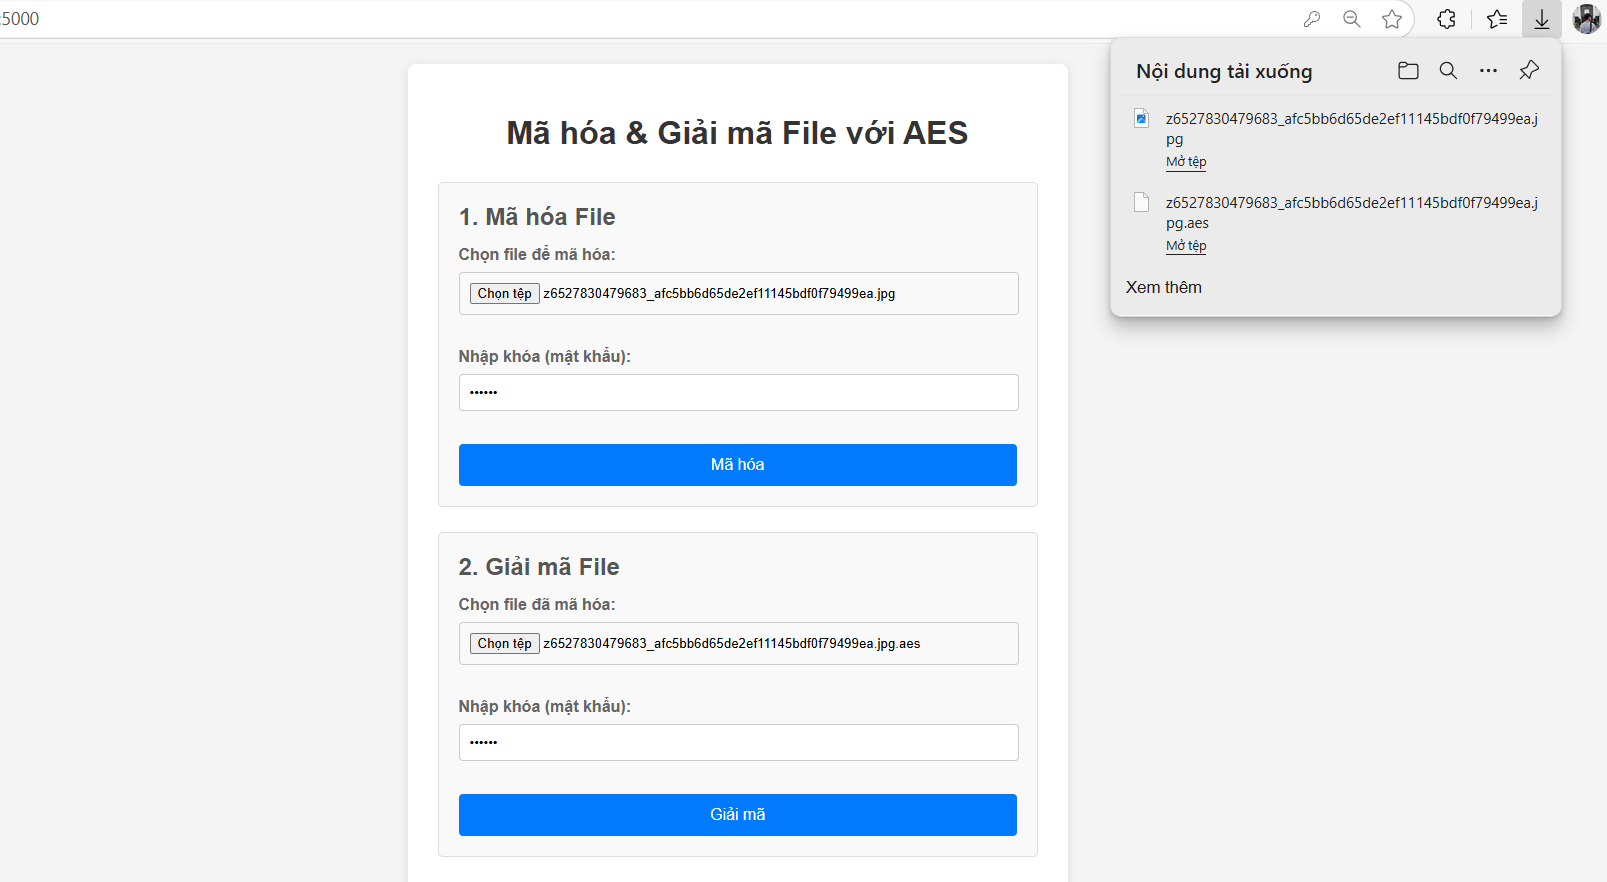 :5000
Mã hóa & Giải mã File với AES
1. Mã hóa File
Chọn file để mã hóa:
Chọn tệp z6527830479683_afc5bb6d65de2ef11145bdf0f79499ea.jpg
Nhập khóa (mật khẩu):
••••••
Mã hóa
2. Giải mã File
Chọn file đã mã hóa:
Chọn tệp z6527830479683_afc5bb6d65de2ef11145bdf0f79499ea.jpg.aes
Nhập khóa (mật khẩu):
••••••
Giải mã
Nội dung tải xuống
z6527830479683_afc5bb6d65de2ef11145bdf0f79499ea.j
pg
Mở tệp
z6527830479683_afc5bb6d65de2ef11145bdf0f79499ea.j
pg.aes
Mở tệp
Xem thêm